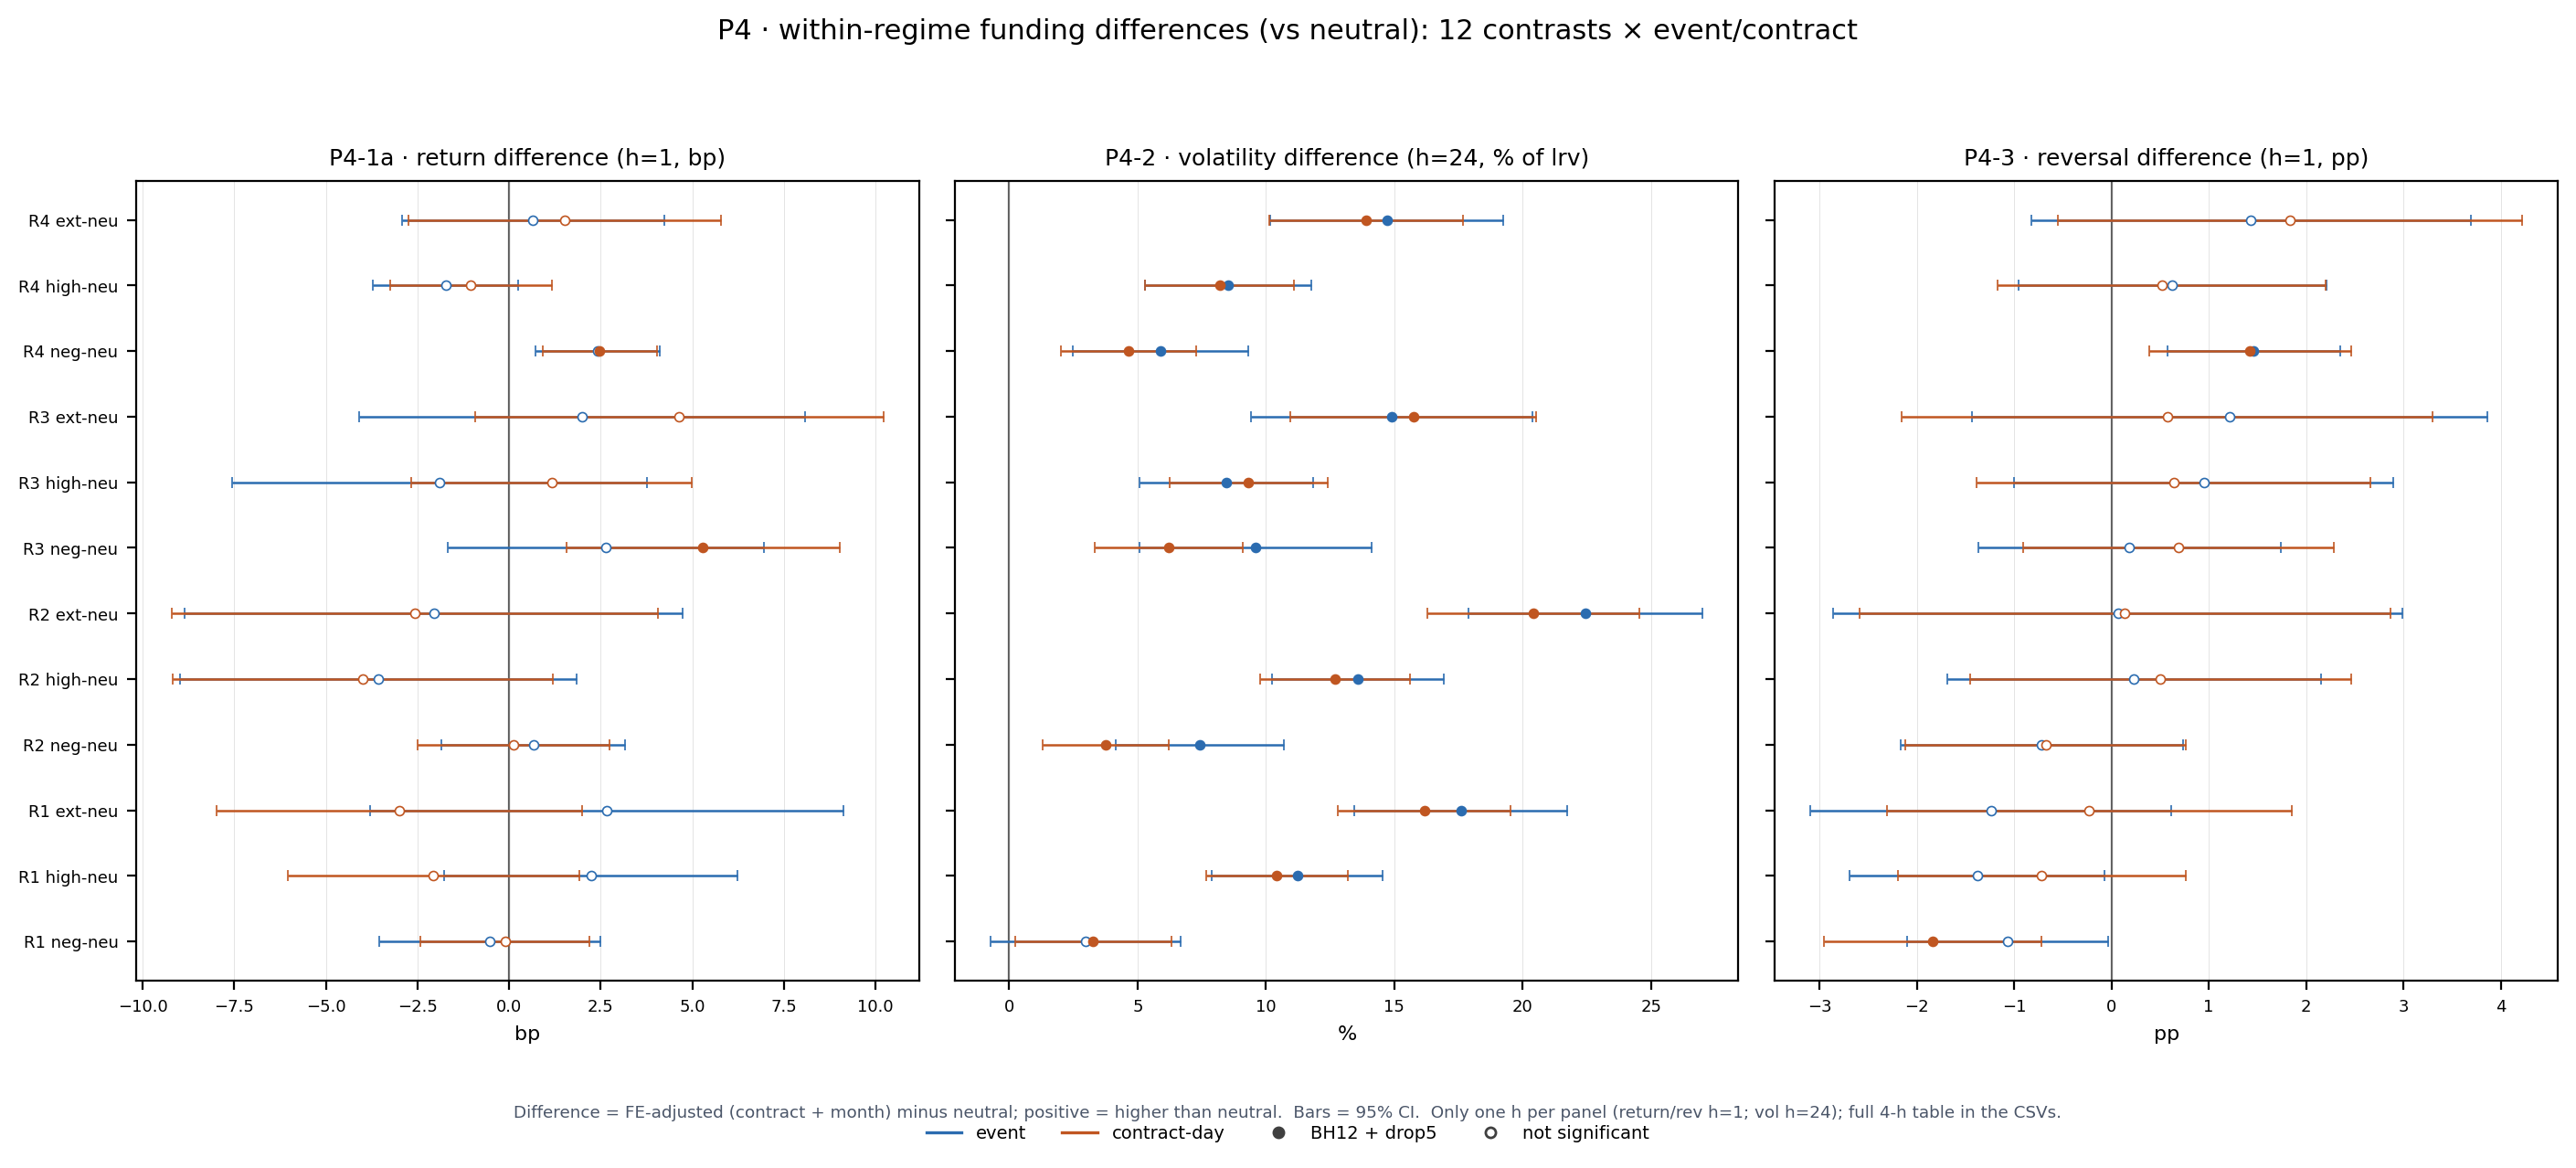 P4 · within-regime funding differences (vs neutral): 12 contrasts × event/contract
P4-1a · return difference (h=1, bp)
P4-2 · volatility difference (h=24, % of lrv)
P4-3 · reversal difference (h=1, pp)
R4 ext-neu
R4 high-neu
R4 neg-neu
R3 ext-neu
R3 high-neu
R3 neg-neu
R2 ext-neu
R2 high-neu
R2 neg-neu
R1 ext-neu
R1 high-neu
R1 neg-neu
−10.0 −7.5 −5.0 −2.5 0.0 2.5 5.0 7.5 10.0
0 5 10 15 20 25
−3 −2 −1 0 1 2 3 4
bp
%
pp
Difference = FE-adjusted (contract + month) minus neutral; positive = higher than neutral. Bars = 95% CI. Only one h per panel (return/rev h=1; vol h=24); full 4-h table in the CSVs.
event contract-day BH12 + drop5 not significant